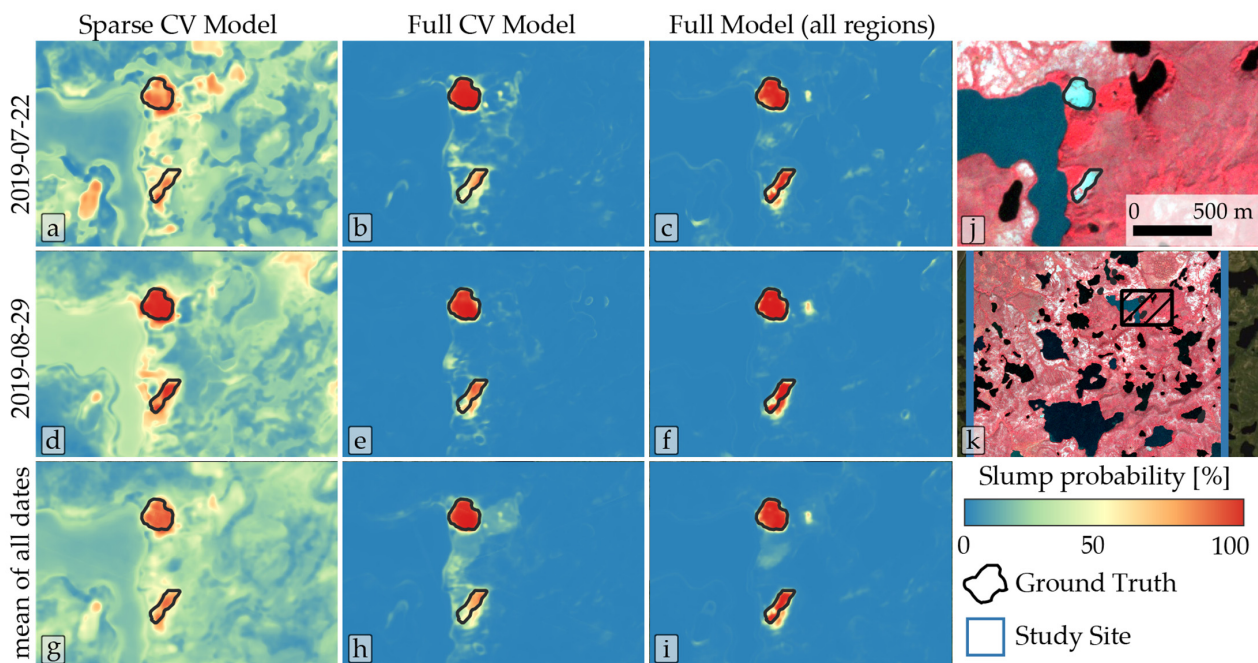 Sparse CV Model
Full CV Model
Full Model (all regions)
2019-07-22
a
b
c
j
0 500 m
2019-08-29
d
e
f
k
mean of all dates
g
h
i
Slump probability [%]
0 50 100
Ground Truth
Study Site